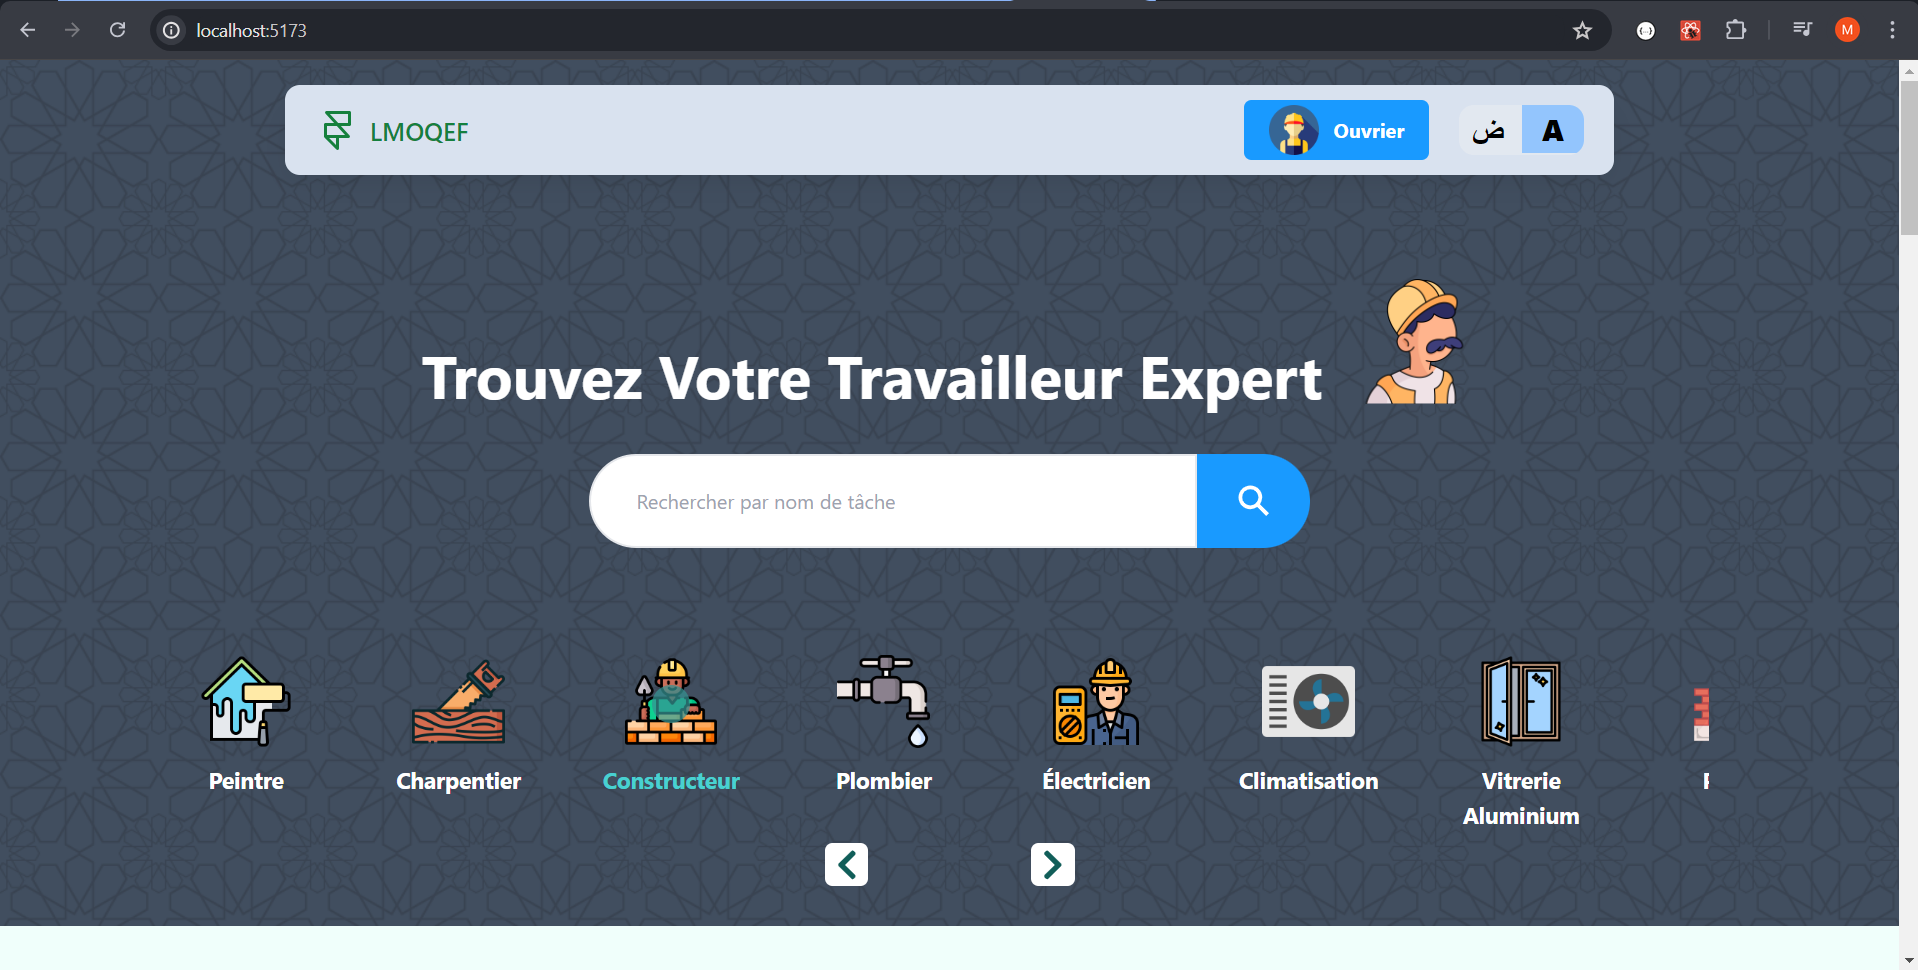 localhost:5173
M
LMOQEF
Ouvrier
ض
A
Trouvez Votre Travailleur Expert
Rechercher par nom de tâche
Peintre
Charpentier
Constructeur
Plombier
Électricien
Climatisation
Vitrerie
Aluminium